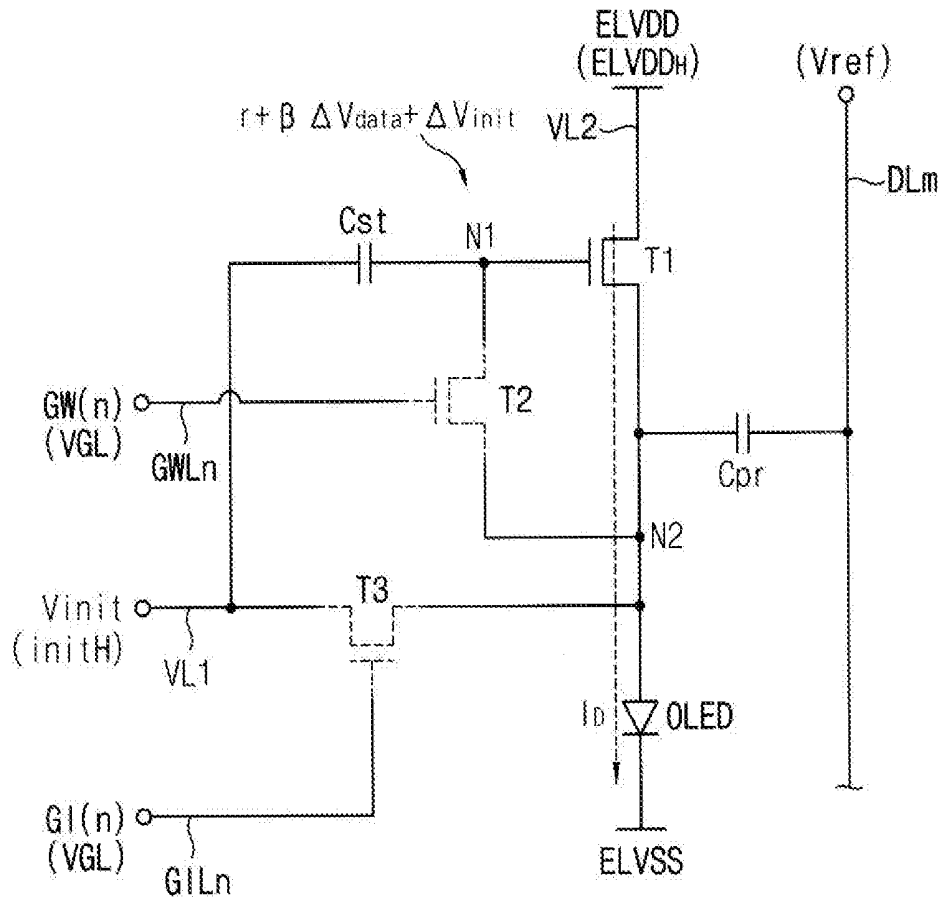 ELVDD
(ELVDDH)
(Vref)
r+β ΔVdata+ΔVinit
VL2
DLm
Cst
N1
T1
GW(n)
(VGL)
T2
GWLn
Cpr
N2
T3
Vinit
(initH)
VL1
ID
OLED
GI(n)
(VGL)
GILn
ELVSS